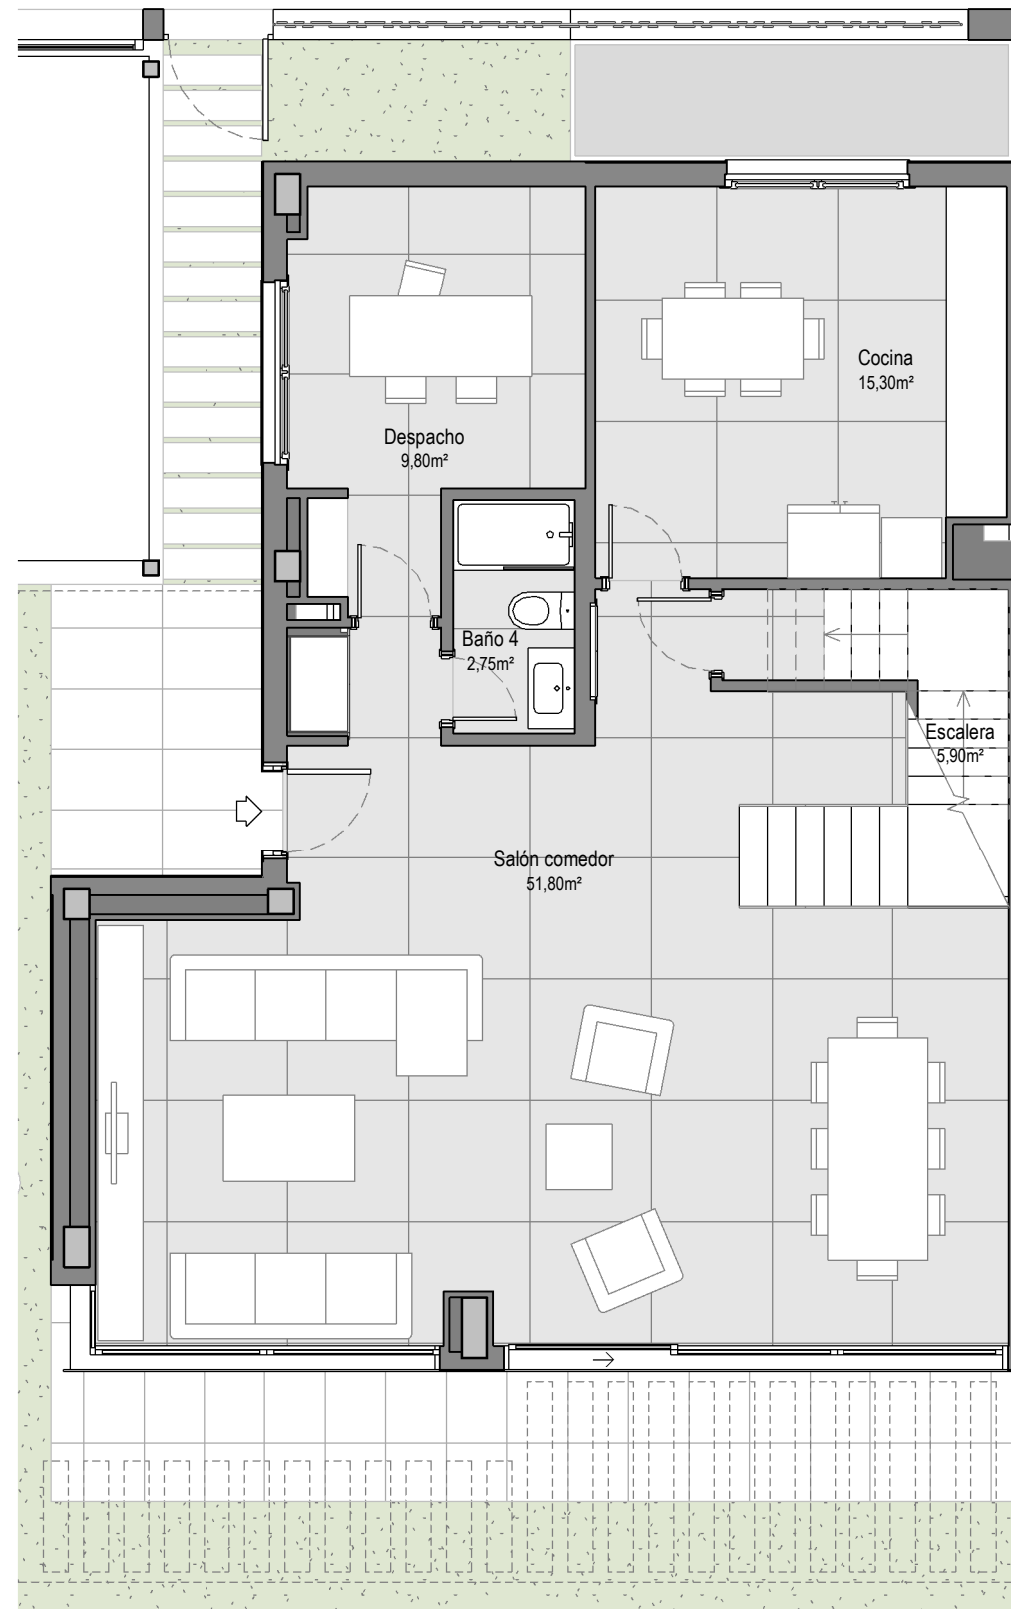 Cocina
15,30m²
Despacho
9,80m²
Baño 4
2,75m²
Escalera
5,90m²
Salón comedor
51,80m²